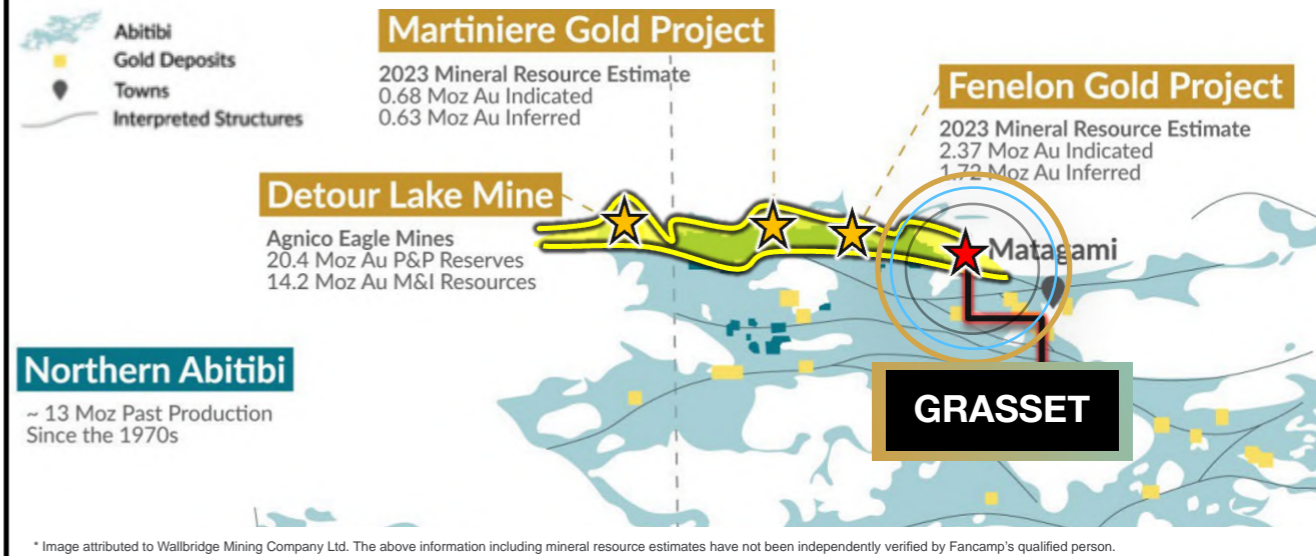 Abitibi
Gold Deposits
Towns
Interpreted Structures
Martiniere Gold Project
2023 Mineral Resource Estimate
0.68 Moz Au Indicated
0.63 Moz Au Inferred
Fenelon Gold Project
2023 Mineral Resource Estimate
2.37 Moz Au Indicated
1.72 Moz Au Inferred
Detour Lake Mine
Agnico Eagle Mines
20.4 Moz Au P&P Reserves
14.2 Moz Au M&I Resources
Matagami
Northern Abitibi
~ 13 Moz Past Production
Since the 1970s
GRASSET
* Image attributed to Wallbridge Mining Company Ltd. The above information including mineral resource estimates have not been independently verified by Fancamp's qualified person.